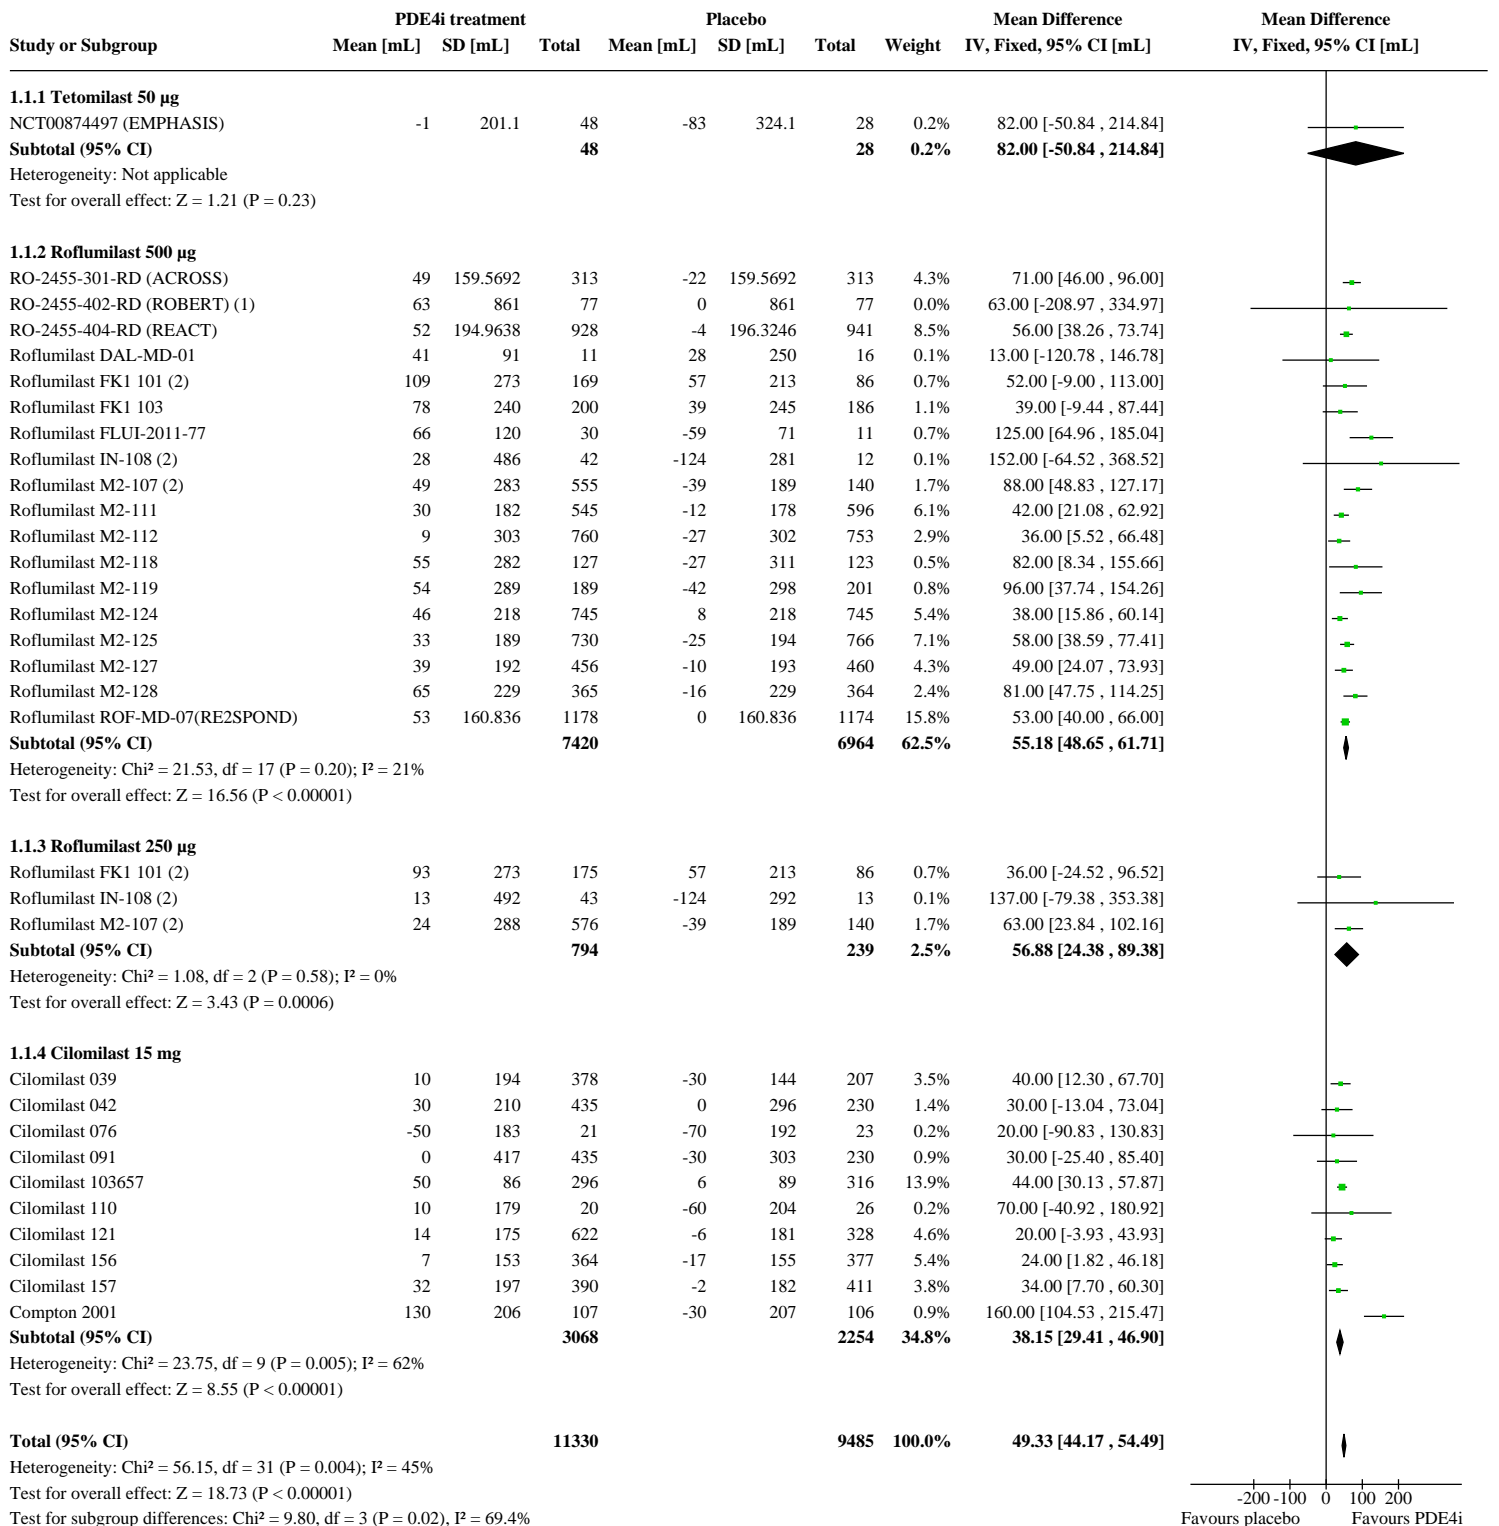 PDE4i treatment Placebo Mean Difference Mean Difference
Study or Subgroup Mean [mL] SD [mL] Total Mean [mL] SD [mL] Total Weight IV, Fixed, 95% CI [mL] IV, Fixed, 95% CI [mL]
1.1.1 Tetomilast 50 µg
NCT00874497 (EMPHASIS) -1 201.1 48 -83 324.1 28 0.2% 82.00 [-50.84 , 214.84]
Subtotal (95% CI) 48 28 0.2% 82.00 [-50.84 , 214.84]
Heterogeneity: Not applicable
Test for overall effect: Z = 1.21 (P = 0.23)
1.1.2 Roflumilast 500 µg
RO-2455-301-RD (ACROSS) 49 159.5692 313 -22 159.5692 313 4.3% 71.00 [46.00 , 96.00]
RO-2455-402-RD (ROBERT) (1) 63 861 77 0 861 77 0.0% 63.00 [-208.97 , 334.97]
RO-2455-404-RD (REACT) 52 194.9638 928 -4 196.3246 941 8.5% 56.00 [38.26 , 73.74]
Roflumilast DAL-MD-01 41 91 11 28 250 16 0.1% 13.00 [-120.78 , 146.78]
Roflumilast FK1 101 (2) 109 273 169 57 213 86 0.7% 52.00 [-9.00 , 113.00]
Roflumilast FK1 103 78 240 200 39 245 186 1.1% 39.00 [-9.44 , 87.44]
Roflumilast FLUI-2011-77 66 120 30 -59 71 11 0.7% 125.00 [64.96 , 185.04]
Roflumilast IN-108 (2) 28 486 42 -124 281 12 0.1% 152.00 [-64.52 , 368.52]
Roflumilast M2-107 (2) 49 283 555 -39 189 140 1.7% 88.00 [48.83 , 127.17]
Roflumilast M2-111 30 182 545 -12 178 596 6.1% 42.00 [21.08 , 62.92]
Roflumilast M2-112 9 303 760 -27 302 753 2.9% 36.00 [5.52 , 66.48]
Roflumilast M2-118 55 282 127 -27 311 123 0.5% 82.00 [8.34 , 155.66]
Roflumilast M2-119 54 289 189 -42 298 201 0.8% 96.00 [37.74 , 154.26]
Roflumilast M2-124 46 218 745 8 218 745 5.4% 38.00 [15.86 , 60.14]
Roflumilast M2-125 33 189 730 -25 194 766 7.1% 58.00 [38.59 , 77.41]
Roflumilast M2-127 39 192 456 -10 193 460 4.3% 49.00 [24.07 , 73.93]
Roflumilast M2-128 65 229 365 -16 229 364 2.4% 81.00 [47.75 , 114.25]
Roflumilast ROF-MD-07(RE2SPOND) 53 160.836 1178 0 160.836 1174 15.8% 53.00 [40.00 , 66.00]
Subtotal (95% CI) 7420 6964 62.5% 55.18 [48.65 , 61.71]
Heterogeneity: Chi² = 21.53, df = 17 (P = 0.20); I² = 21%
Test for overall effect: Z = 16.56 (P < 0.00001)
1.1.3 Roflumilast 250 µg
Roflumilast FK1 101 (2) 93 273 175 57 213 86 0.7% 36.00 [-24.52 , 96.52]
Roflumilast IN-108 (2) 13 492 43 -124 292 13 0.1% 137.00 [-79.38 , 353.38]
Roflumilast M2-107 (2) 24 288 576 -39 189 140 1.7% 63.00 [23.84 , 102.16]
Subtotal (95% CI) 794 239 2.5% 56.88 [24.38 , 89.38]
Heterogeneity: Chi² = 1.08, df = 2 (P = 0.58); I² = 0%
Test for overall effect: Z = 3.43 (P = 0.0006)
1.1.4 Cilomilast 15 mg
Cilomilast 039 10 194 378 -30 144 207 3.5% 40.00 [12.30 , 67.70]
Cilomilast 042 30 210 435 0 296 230 1.4% 30.00 [-13.04 , 73.04]
Cilomilast 076 -50 183 21 -70 192 23 0.2% 20.00 [-90.83 , 130.83]
Cilomilast 091 0 417 435 -30 303 230 0.9% 30.00 [-25.40 , 85.40]
Cilomilast 103657 50 86 296 6 89 316 13.9% 44.00 [30.13 , 57.87]
Cilomilast 110 10 179 20 -60 204 26 0.2% 70.00 [-40.92 , 180.92]
Cilomilast 121 14 175 622 -6 181 328 4.6% 20.00 [-3.93 , 43.93]
Cilomilast 156 7 153 364 -17 155 377 5.4% 24.00 [1.82 , 46.18]
Cilomilast 157 32 197 390 -2 182 411 3.8% 34.00 [7.70 , 60.30]
Compton 2001 130 206 107 -30 207 106 0.9% 160.00 [104.53 , 215.47]
Subtotal (95% CI) 3068 2254 34.8% 38.15 [29.41 , 46.90]
Heterogeneity: Chi² = 23.75, df = 9 (P = 0.005); I² = 62%
Test for overall effect: Z = 8.55 (P < 0.00001)
Total (95% CI) 11330 9485 100.0% 49.33 [44.17 , 54.49]
Heterogeneity: Chi² = 56.15, df = 31 (P = 0.004); I² = 45%
Test for overall effect: Z = 18.73 (P < 0.00001) -200 -100 0 100 200
Test for subgroup differences: Chi² = 9.80, df = 3 (P = 0.02), I² = 69.4% Favours placebo Favours PDE4i